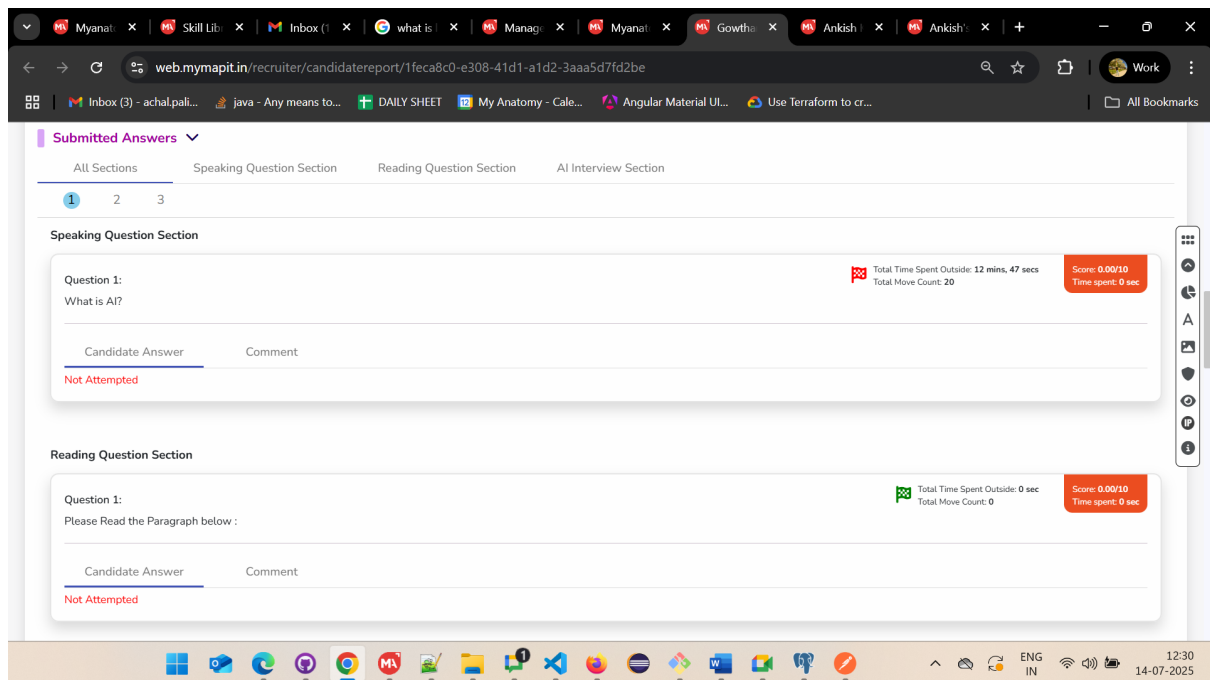 Myanato
Skill Libr
Inbox (1
what is l
Manage
Myanato
Gowtha
Ankish
Ankish's
web.mymapit.in/recruiter/candidatereport/1feca8c0-e308-41d1-a1d2-3aaa5d7fd2be
Work
Inbox (3) - achal.pali...
java - Any means to...
DAILY SHEET
My Anatomy - Cale...
Angular Material UI...
Use Terraform to cr...
All Bookmarks
Submitted Answers
All Sections
Speaking Question Section
Reading Question Section
AI Interview Section
1 2 3
Speaking Question Section
Question 1:
What is AI?
Total Time Spent Outside: 12 mins, 47 secs
Total Move Count: 20
Score: 0.00/10
Time spent: 0 sec
Candidate Answer
Comment
Not Attempted
Reading Question Section
Question 1:
Please Read the Paragraph below :
Total Time Spent Outside: 0 sec
Total Move Count: 0
Score: 0.00/10
Time spent: 0 sec
Candidate Answer
Comment
Not Attempted
A
IP
1
ENG
IN
12:30
14-07-2025